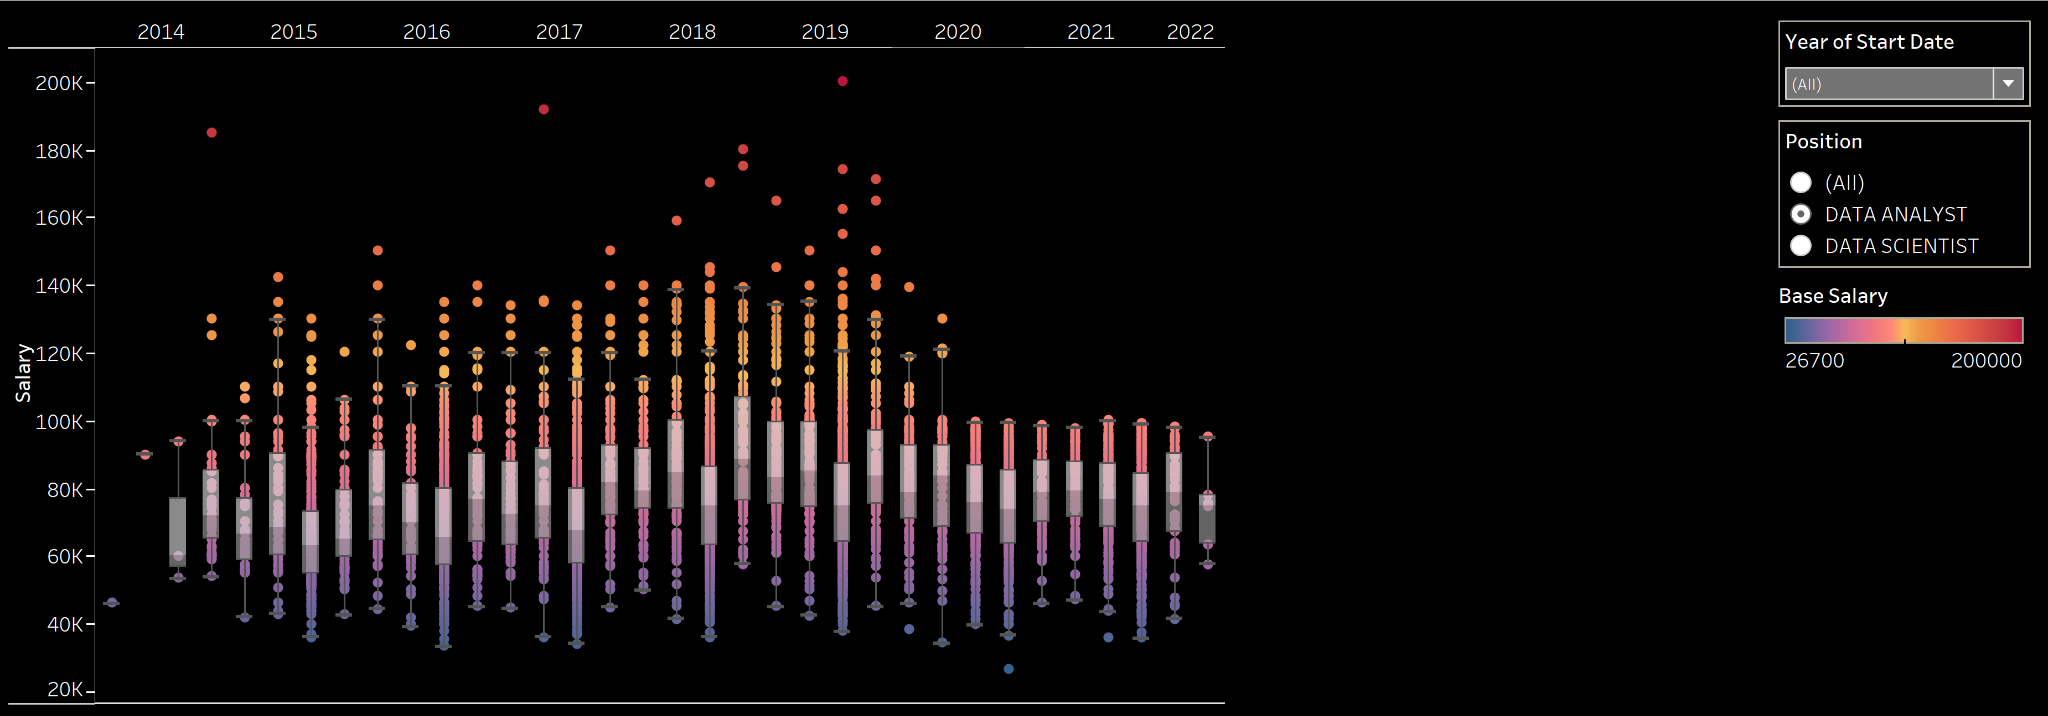 2014 2015 2016 2017 2018 2019 2020 2021 2022
Year of Start Date
(All)
Position
(All)
DATA ANALYST
DATA SCIENTIST
Base Salary
26700 200000
Salary
200K
180K
160K
140K
120K
100K
80K
60K
40K
20K